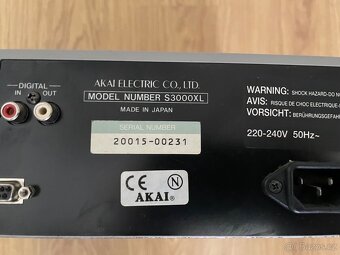 DIGITAL
IN OUT
AKAI ELECTRIC CO., LTD.
MODEL NUMBER S3000XL
MADE IN JAPAN
SERIAL NUMBER
20015-00231
CE N
AKAI
WARNING: SHOCK HAZARD-DO N
AVIS: RISQUE DE CHOC ELECTRIQUE-
VORSICHT: BERÜHRUNGSGEFAH
220-240V 50Hz~